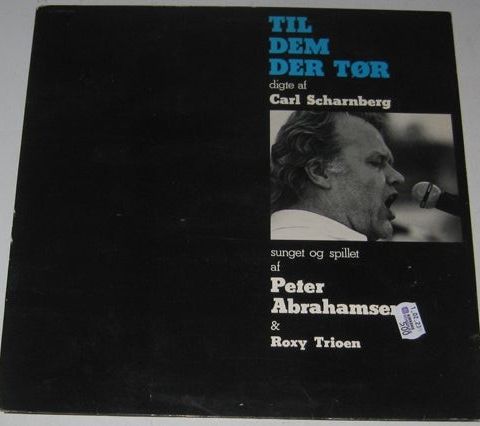 TIL
DEM
DER TØR
digte af
Carl Scharnberg
sunget og spillet
af
Peter
Abrahamsen
&
Roxy Trioen